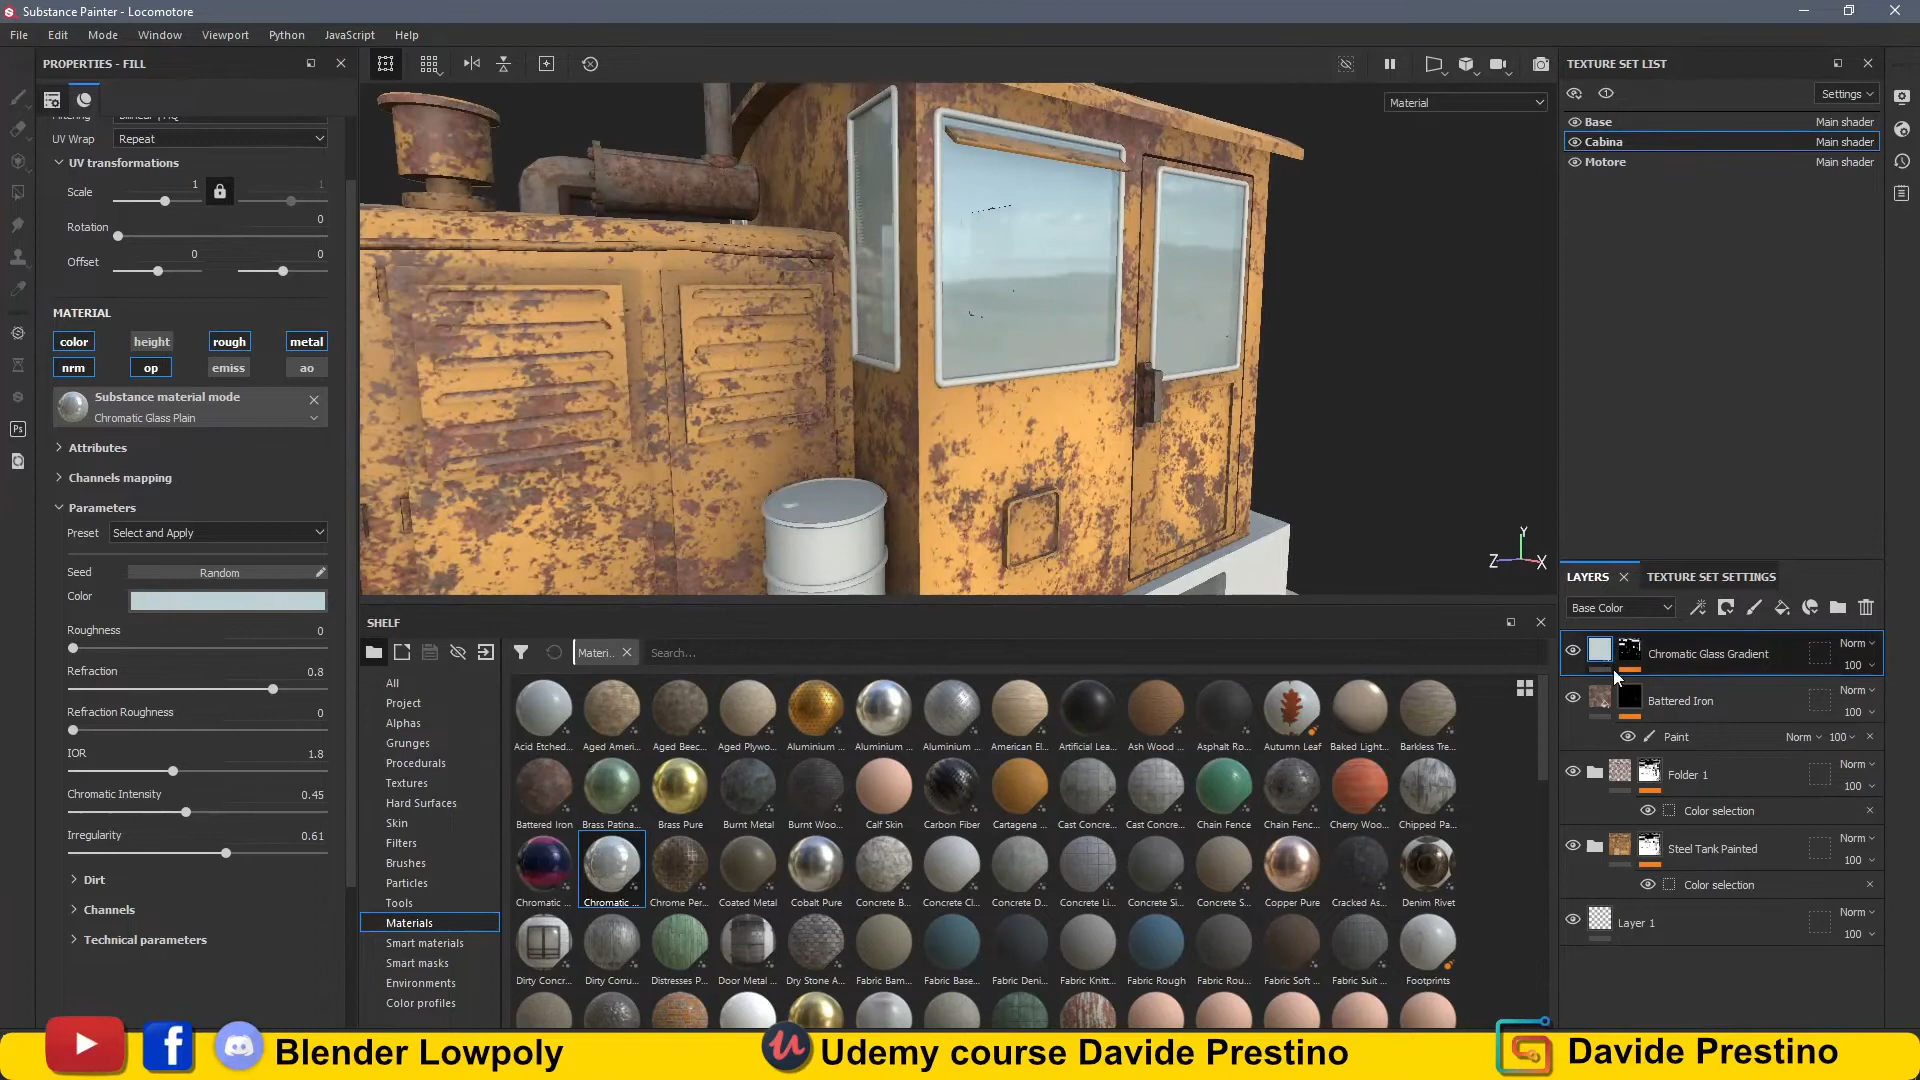 Substance Painter - Locomotore
File Edit Mode Window Viewport Python JavaScript Help
PROPERTIES - FILL
UV Wrap Repeat
UV transformations
Scale 1 1
Rotation 0
Offset 0 0
MATERIAL
color height rough metal
nrm op emiss ao
Substance material mode
Chromatic Glass Plain
Attributes
Channels mapping
Parameters
Preset Select and Apply
Seed Random
Color
Roughness 0
Refraction 0.8
Refraction Roughness 0
IOR 1.8
Chromatic Intensity 0.45
Irregularity 0.61
Dirt
Channels
Technical parameters
Material
Y
Z X
SHELF
Materi..
Search...
All
Project
Alphas
Grunges
Procedurals
Textures
Hard Surfaces
Skin
Filters
Brushes
Particles
Tools
Materials
Smart materials
Smart masks
Environments
Color profiles
Acid Etched... Aged Ameri... Aged Beec... Aged Plywo... Aluminium ... Aluminium ... Aluminium ... American El... Artificial Lea... Ash Wood ... Asphalt Ro... Autumn Leaf Baked Light... Barkless Tre...
Battered Iron Brass Patina... Brass Pure Burnt Metal Burnt Woo... Calf Skin Carbon Fiber Cartagena ... Cast Concre... Cast Concre... Chain Fence Chain Fenc... Cherry Woo... Chipped Pa...
Chromatic ... Chromatic ... Chrome Per... Coated Metal Cobalt Pure Concrete B... Concrete Cl... Concrete D... Concrete Li... Concrete Si... Concrete S... Copper Pure Cracked As... Denim Rivet
Dirty Concr... Dirty Corru... Distresses P... Door Metal ... Dry Stone A... Fabric Bam... Fabric Base... Fabric Deni... Fabric Knitt... Fabric Rough Fabric Rou... Fabric Soft ... Fabric Suit ... Footprints
TEXTURE SET LIST
Settings
Base Main shader
Cabina Main shader
Motore Main shader
LAYERS TEXTURE SET SETTINGS
Base Color
Chromatic Glass Gradient Norm 100
Battered Iron Norm 100
Paint Norm 100
Folder 1 Norm 100
Color selection
Steel Tank Painted Norm 100
Color selection
Layer 1 Norm 100
Ps
Blender Lowpoly
Udemy course Davide Prestino
Davide Prestino